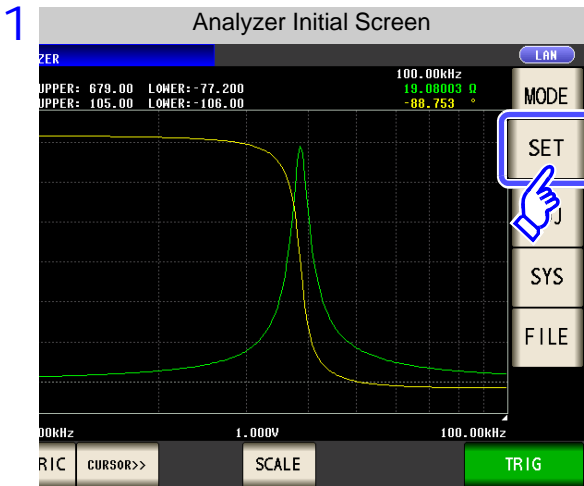 1
Analyzer Initial Screen
ZER
LAN
100.00kHz
UPPER: 679.00 LOWER:-77.200 19.08003 Ω
UPPER: 105.00 LOWER:-106.00 -88.753 °
MODE
SET
SYS
FILE
00kHz 1.000V 100.00kHz
RIC CURSOR>> SCALE TRIG